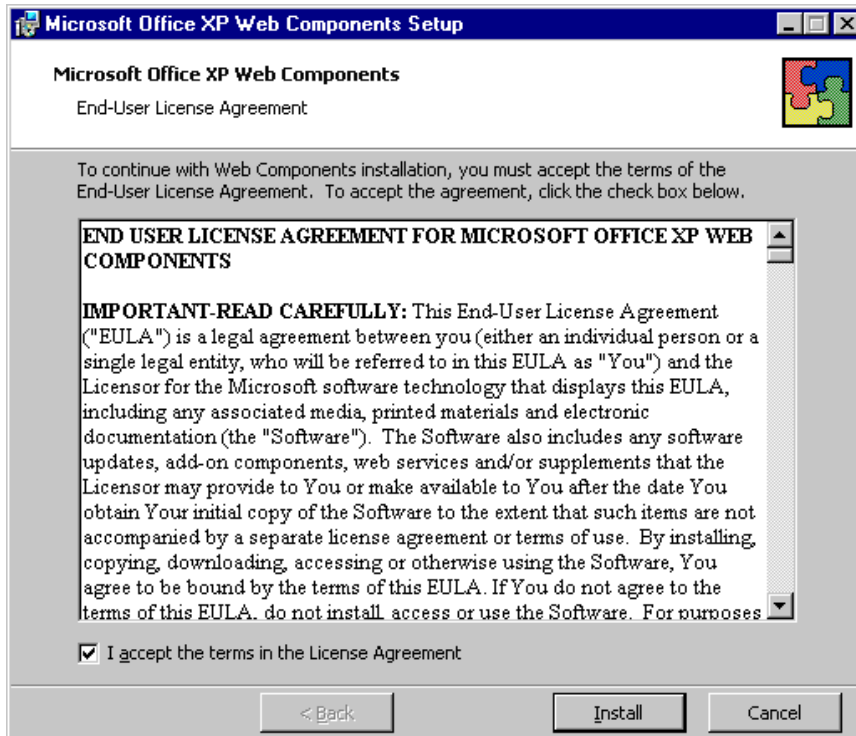 Microsoft Office XP Web Components Setup
Microsoft Office XP Web Components
End-User License Agreement
To continue with Web Components installation, you must accept the terms of the
End-User License Agreement.  To accept the agreement, click the check box below.
END USER LICENSE AGREEMENT FOR MICROSOFT OFFICE XP WEB
COMPONENTS
IMPORTANT-READ CAREFULLY: This End-User License Agreement
("EULA") is a legal agreement between you (either an individual person or a
single legal entity, who will be referred to in this EULA as "You") and the
Licensor for the Microsoft software technology that displays this EULA,
including any associated media, printed materials and electronic
documentation (the "Software").  The Software also includes any software
updates, add-on components, web services and/or supplements that the
Licensor may provide to You or make available to You after the date You
obtain Your initial copy of the Software to the extent that such items are not
accompanied by a separate license agreement or terms of use.  By installing,
copying, downloading, accessing or otherwise using the Software, You
agree to be bound by the terms of this EULA. If You do not agree to the
terms of this EULA, do not install, access or use the Software.  For purposes
I accept the terms in the License Agreement
< Back
Install
Cancel